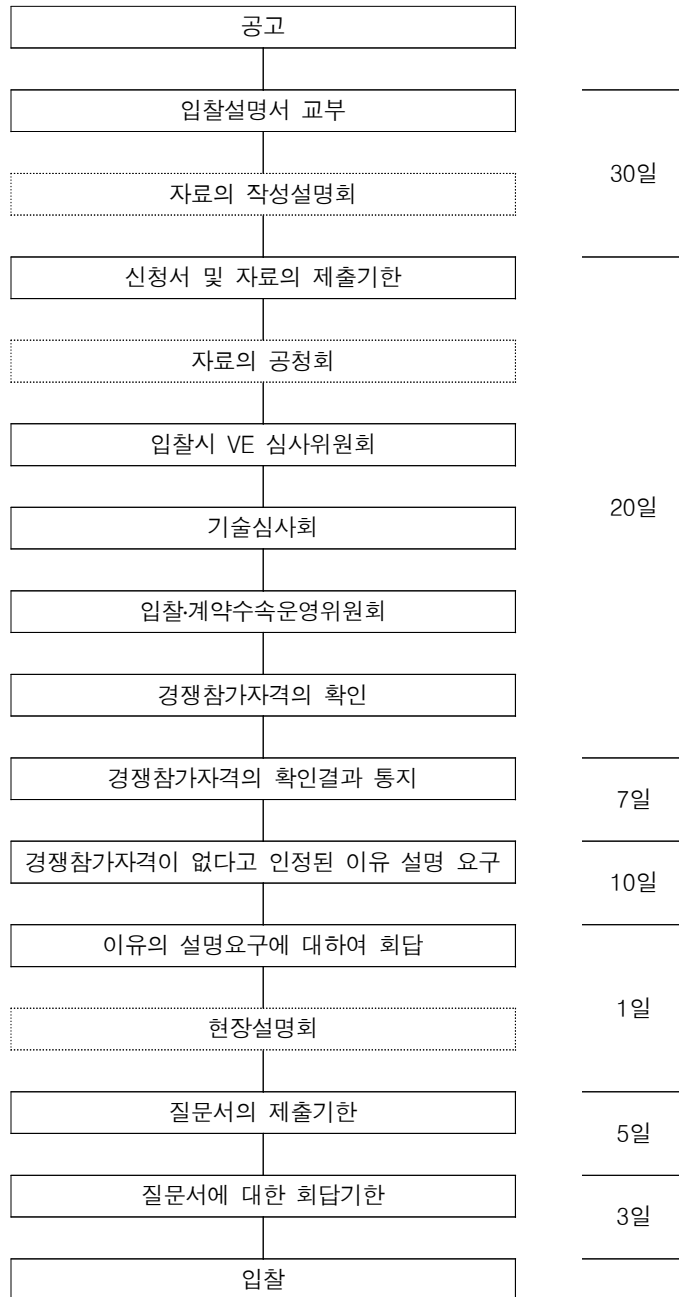 공고
입찰설명서 교부
30일
자료의 작성설명회
신청서 및 자료의 제출기한
자료의 공청회
입찰시 VE 심사위원회
20일
기술심사회
입찰·계약수속운영위원회
경쟁참가자격의 확인
경쟁참가자격의 확인결과 통지
7일
경쟁참가자격이 없다고 인정된 이유 설명 요구
10일
이유의 설명요구에 대하여 회답
1일
현장설명회
질문서의 제출기한
5일
질문서에 대한 회답기한
3일
입찰